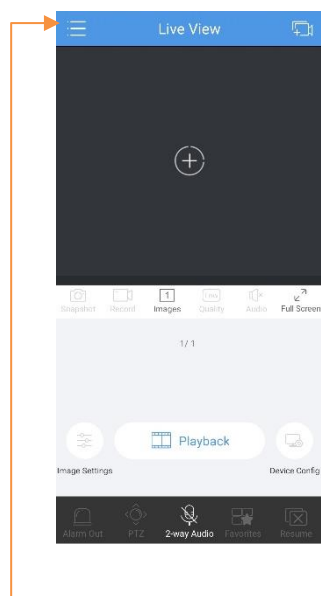 Live View
Snapshot Record 1 Images Quality Audio Full Screen
1/ 1
Playback
Image Settings Device Config
Alarm Out PTZ 2-way Audio Favorites Resume